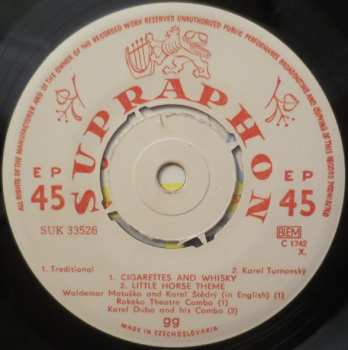 ALL RIGHTS OF THE MANUFACTURERS AND OF THE OWNER OF THE RECORDED WORK RESERVED UNAUTHORIZED PUBLIC PERFORMANCE BROADCASTING AND COPYING OF THIS RECORD PROHIBITED
SUPRAPHON
EP
45
EP
45
SUK 33526
BIEM
C 1742
X.
1. Traditional
2. Karel Turnovský
1. CIGARETTES AND WHISKY
2. LITTLE HORSE THEME
Waldemar Matuška and Karel Štědrý (in English) (1)
Rokoko Theatre Combo (1)
Karel Duba and his Combo (2)
gg
MADE IN CZECHOSLOVAKIA